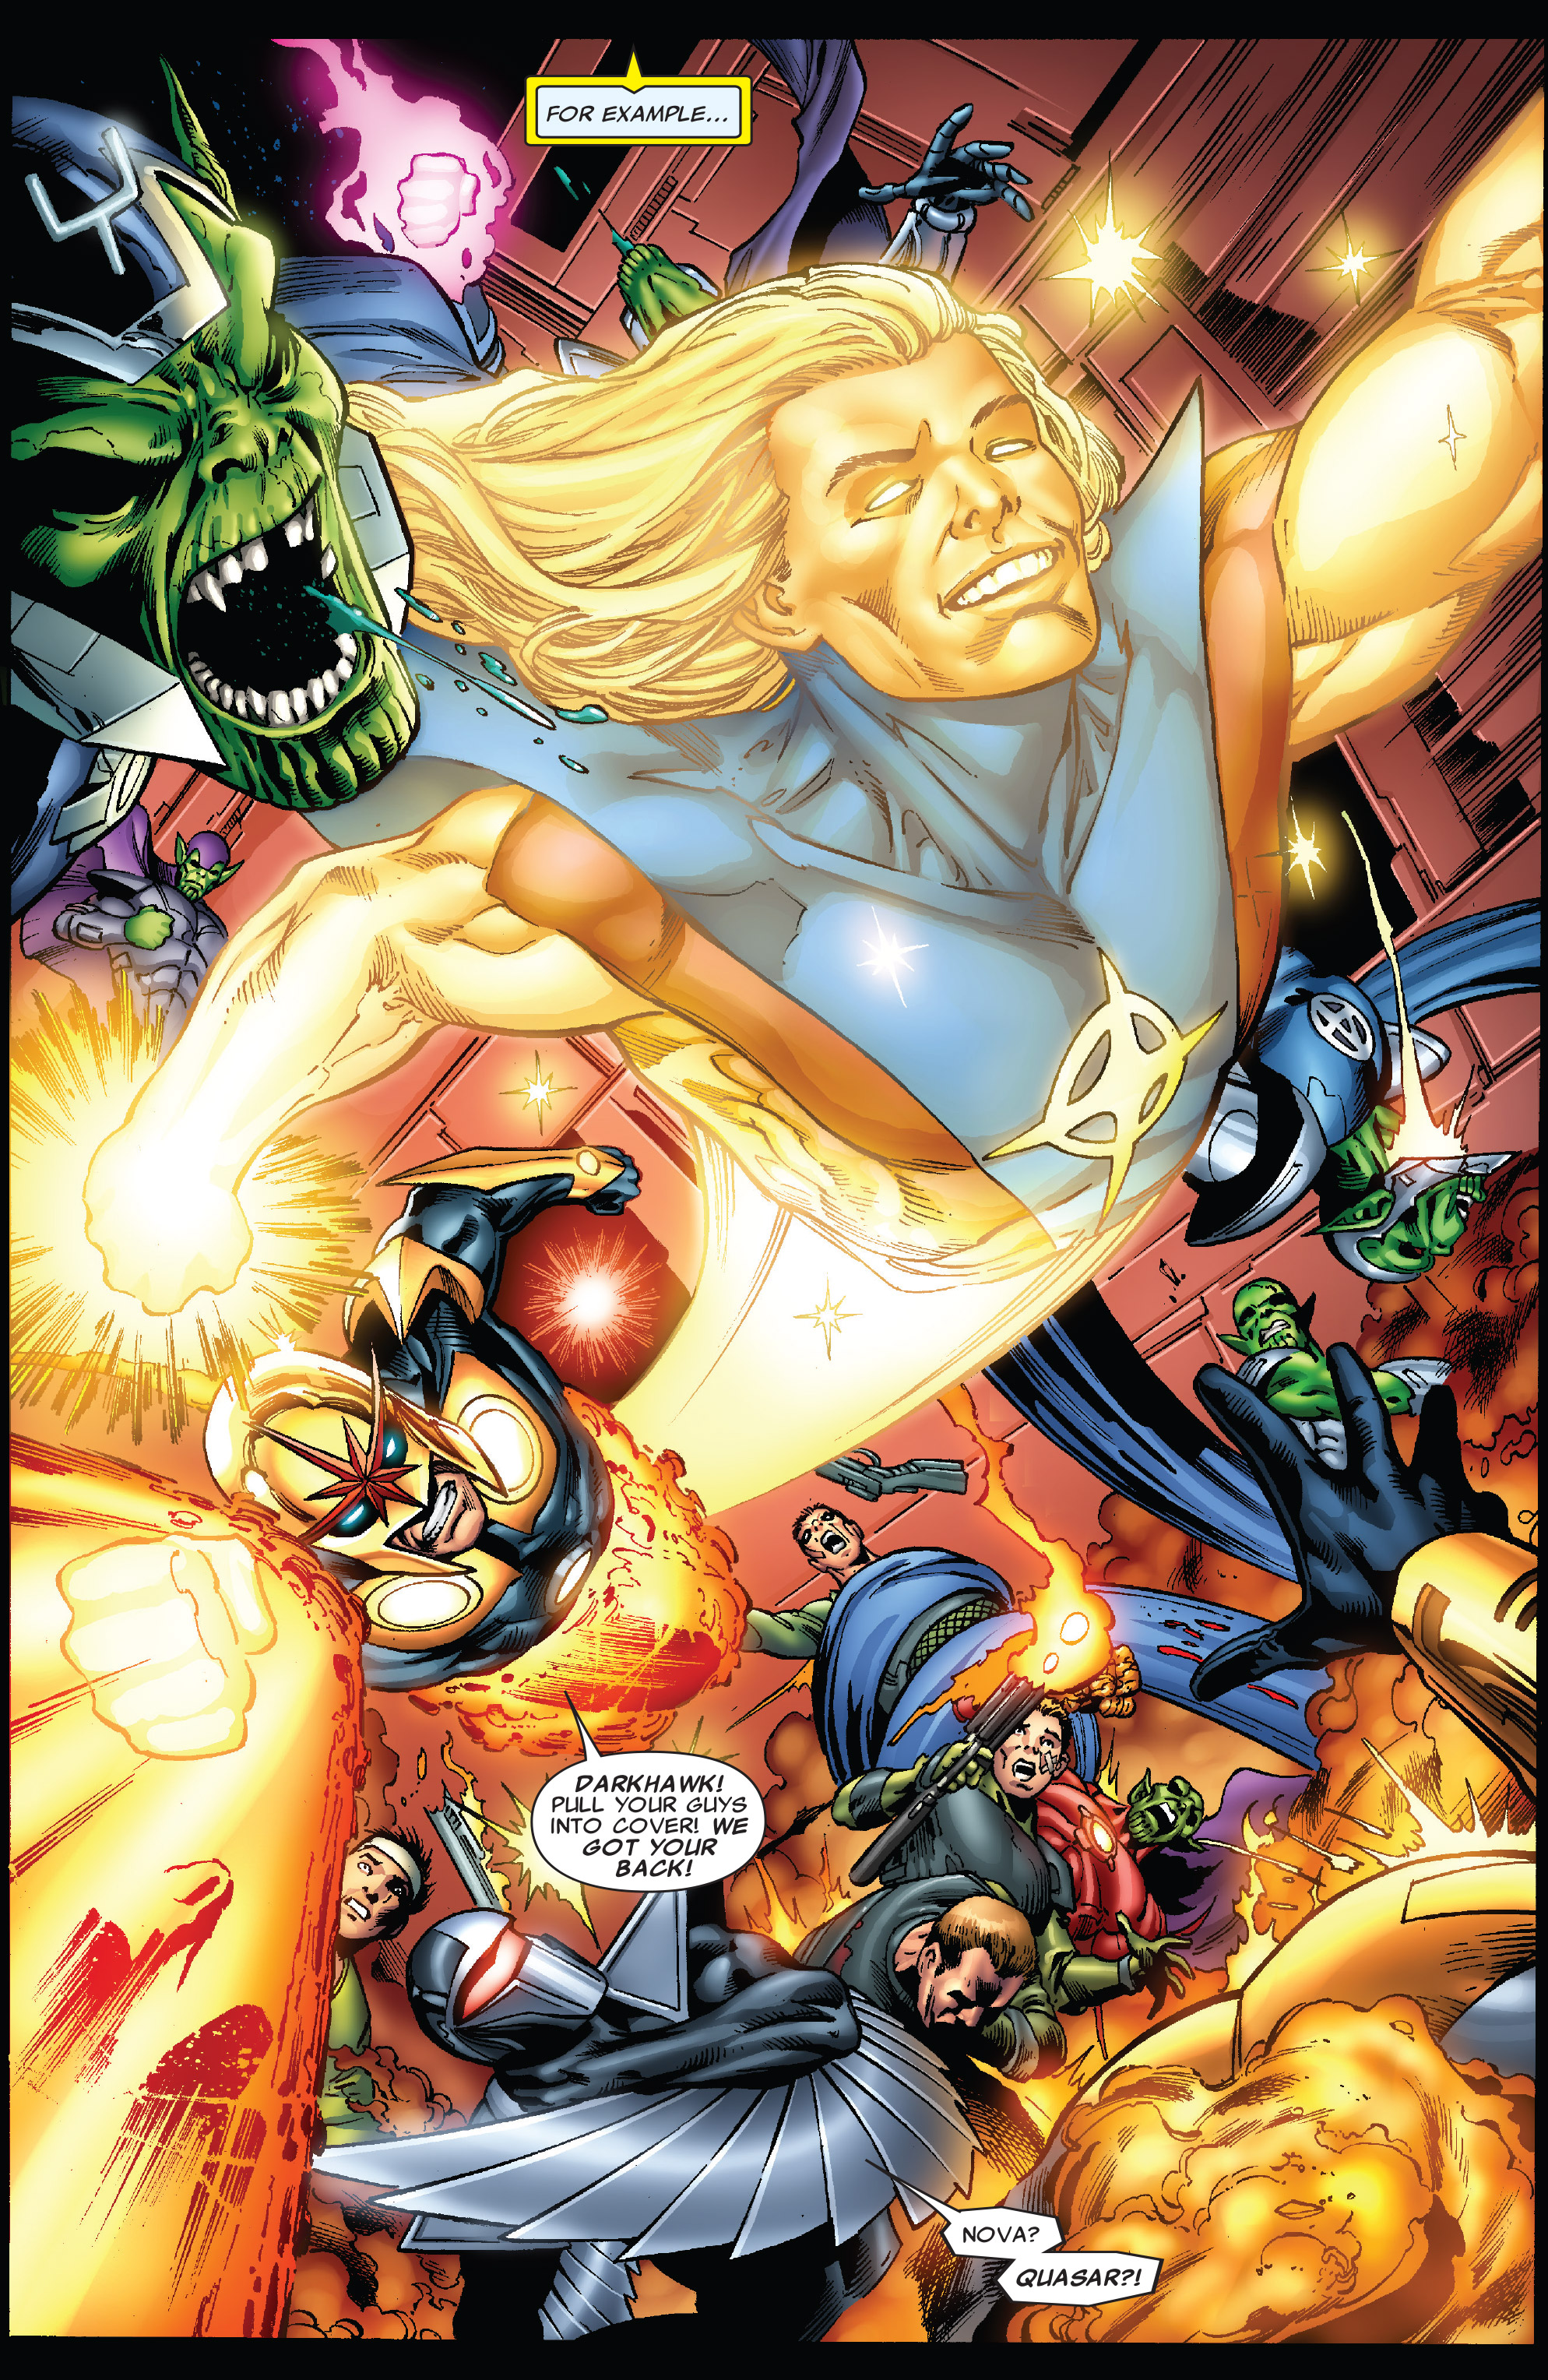 FOR EXAMPLE...
DARKHAWK!
PULL YOUR GUYS
INTO COVER! WE
GOT YOUR
BACK!
NOVA?
QUASAR?!